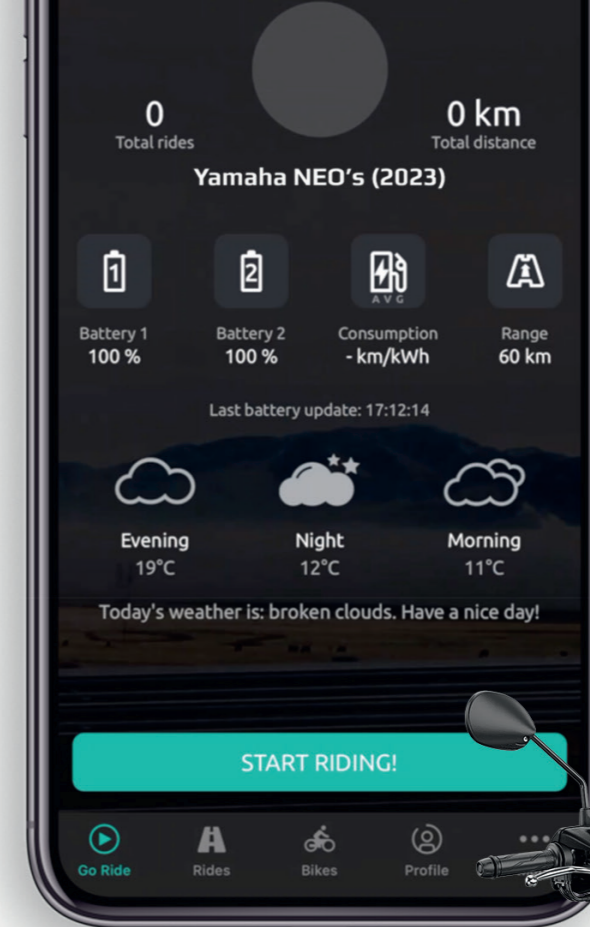 0
Total rides
0 km
Total distance
Yamaha NEO’s (2023)
1
2
AVG
Battery 1
100 %
Battery 2
100 %
Consumption
- km/kWh
Range
60 km
Last battery update: 17:12:14
Evening
19°C
Night
12°C
Morning
11°C
Today's weather is: broken clouds. Have a nice day!
START RIDING!
Go Ride
Rides
Bikes
Profile